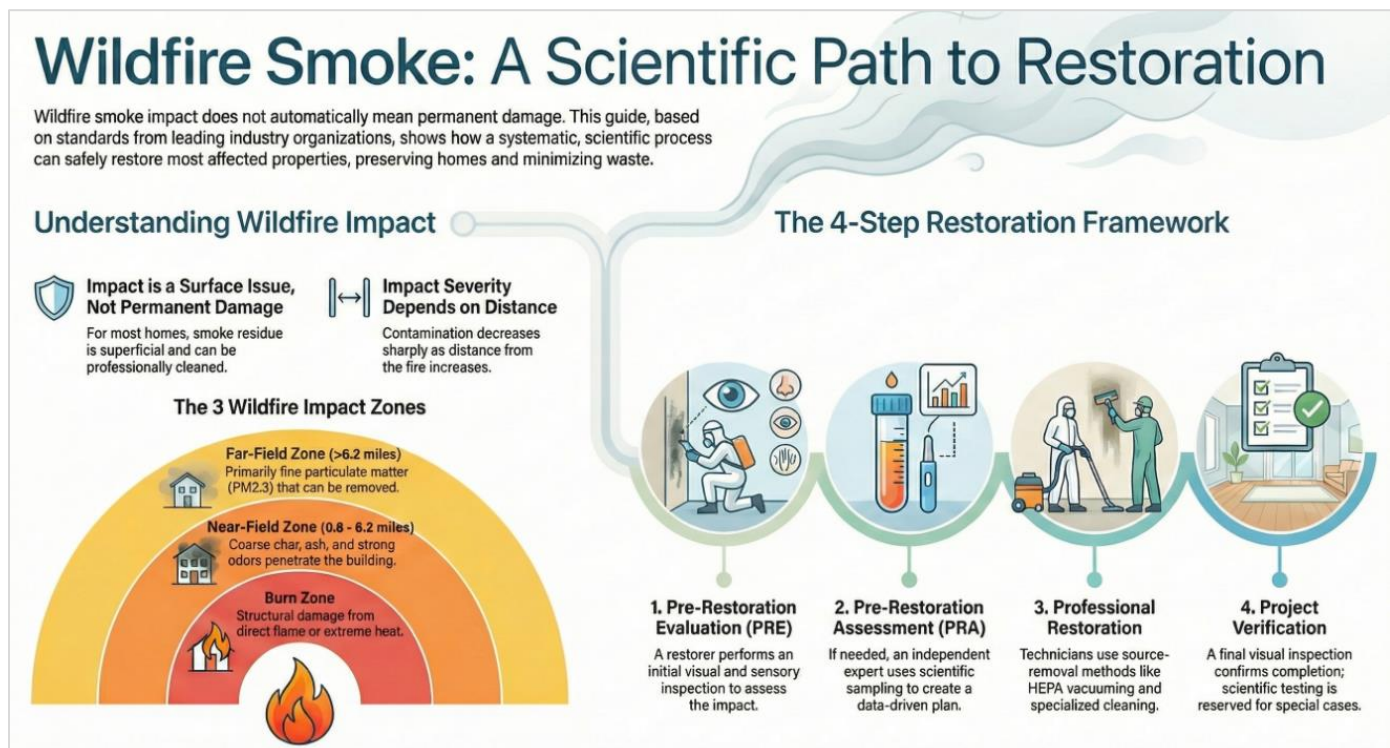 Wildfire Smoke: A Scientific Path to Restoration
Wildfire smoke impact does not automatically mean permanent damage. This guide, based
on standards from leading industry organizations, shows how a systematic, scientific process
can safely restore most affected properties, preserving homes and minimizing waste.
Understanding Wildfire Impact
Impact is a Surface Issue,
Not Permanent Damage
For most homes, smoke residue
is superficial and can be
professionally cleaned.
Impact Severity
Depends on Distance
Contamination decreases
sharply as distance from
the fire increases.
The 3 Wildfire Impact Zones
Far-Field Zone (>6.2 miles)
Primarily fine particulate matter
(PM2.3) that can be removed.
Near-Field Zone (0.6 - 6.2 miles)
Coarse char, ash, and strong
odors penetrate the building.
Burn Zone
Structural damage from
direct flame or extreme heat.
The 4-Step Restoration Framework
1. Pre-Restoration
Evaluation (PRE)
A restorer performs an
initial visual and sensory
inspection to assess
the impact.
2. Pre-Restoration
Assessment (PRA)
If needed, an independent
expert uses scientific
sampling to create a
data-driven plan.
3. Professional
Restoration
Technicians use source-
removal methods like
HEPA vacuuming and
specialized cleaning.
4. Project
Verification
A final visual inspection
confirms completion;
scientific testing is
reserved for special cases.